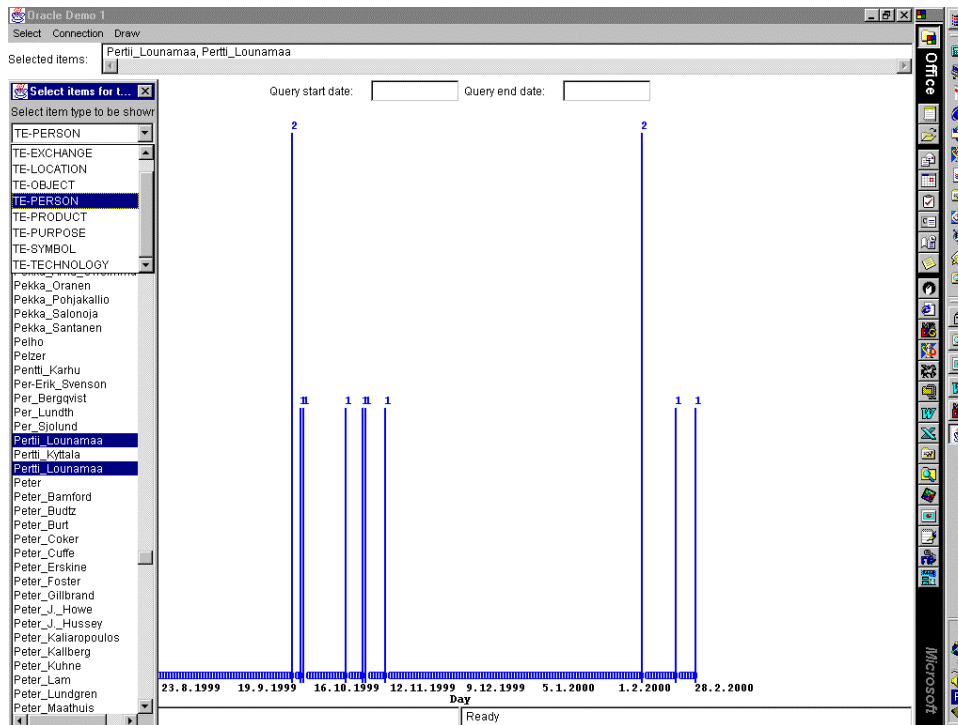 Oracle Demo 1
Select Connection Draw
Selected items: Pertii_Lounamaa, Pertti_Lounamaa
Select items for t...
Select item type to be shown
TE-PERSON
TE-EXCHANGE
TE-LOCATION
TE-OBJECT
TE-PERSON
TE-PRODUCT
TE-PURPOSE
TE-SYMBOL
TE-TECHNOLOGY
Pekka_Oranen
Pekka_Pohjakallio
Pekka_Salonoja
Pekka_Santanen
Pelho
Pelzer
Pentti_Karhu
Per-Erik_Svenson
Per_Bergqvist
Per_Lundth
Per_Sjolund
Pertii_Lounamaa
Pertti_Kyttala
Pertti_Lounamaa
Peter
Peter_Bamford
Peter_Budtz
Peter_Burt
Peter_Coker
Peter_Cuffe
Peter_Erskine
Peter_Foster
Peter_Gillbrand
Peter_J._Howe
Peter_J._Hussey
Peter_Kaliaropoulos
Peter_Kallberg
Peter_Kuhne
Peter_Lam
Peter_Lundgren
Peter_Maathuis
Query start date: Query end date:
2 2
1 1 1 1 1 1 1 1
23.8.1999 19.9.1999 16.10.1999 12.11.1999 9.12.1999 5.1.2000 1.2.2000 28.2.2000
Day
Ready
Office
Microsoft